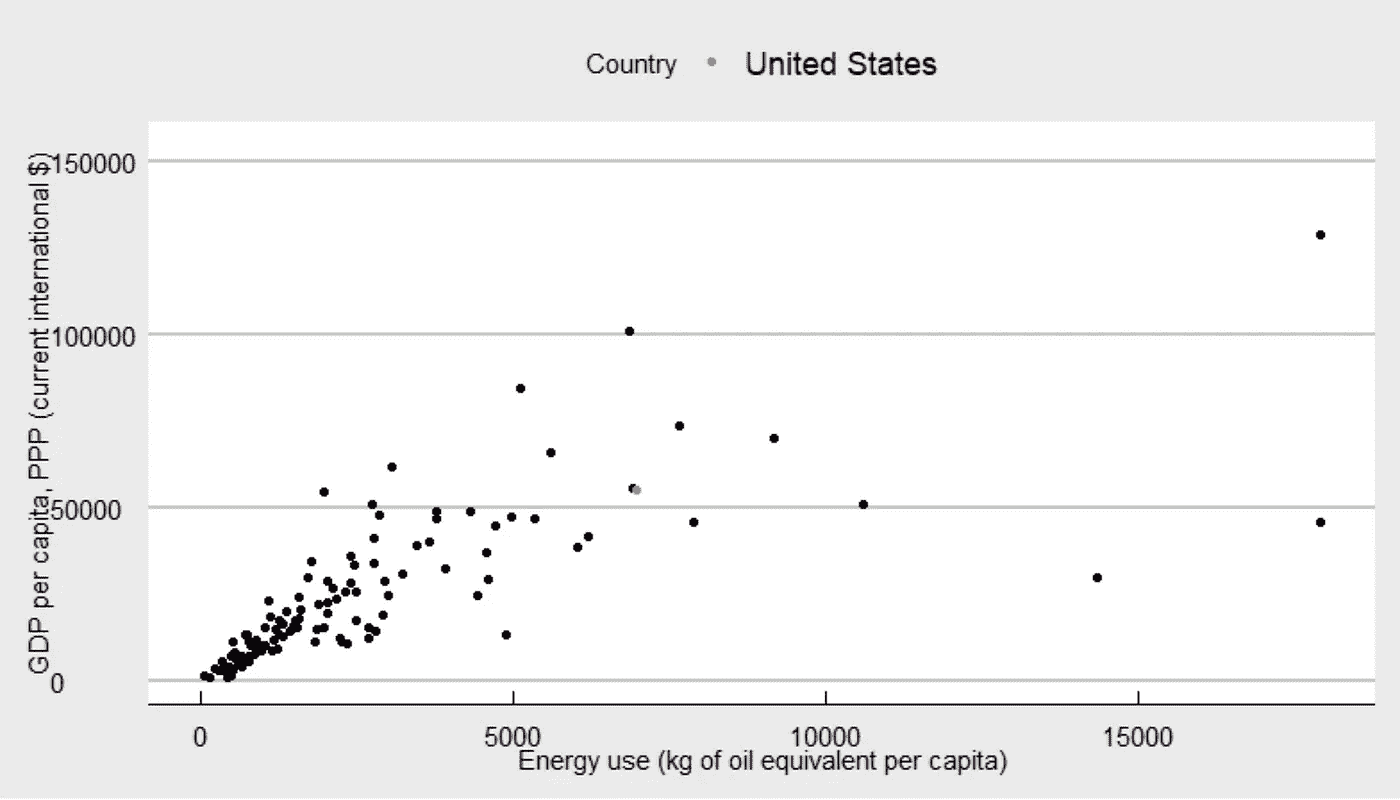 Country United States
GDP per capita, PPP (current international $)
150000
100000
50000
0
0 5000 10000 15000
Energy use (kg of oil equivalent per capita)